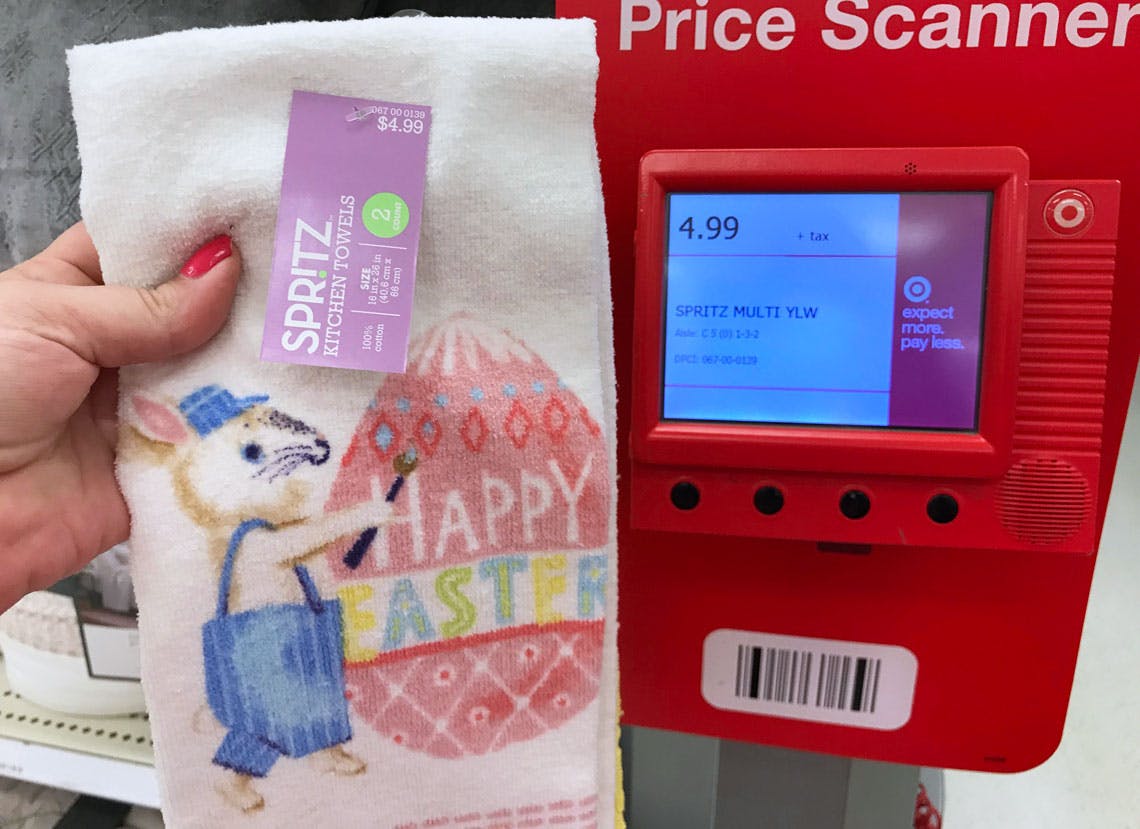 Price Scanner
067 00 0139
$4.99
SPRITZ™
KITCHEN TOWELS
2
COUNT
SIZE
16 in x 26 in
(40.6 cm x
66 cm)
100%
cotton
4.99 + tax
SPRITZ MULTI YLW
Aisle: C 5 (0) 1-3-2
DPCI: 067-00-0139
expect
more.
pay less.
HAPPY
EASTER